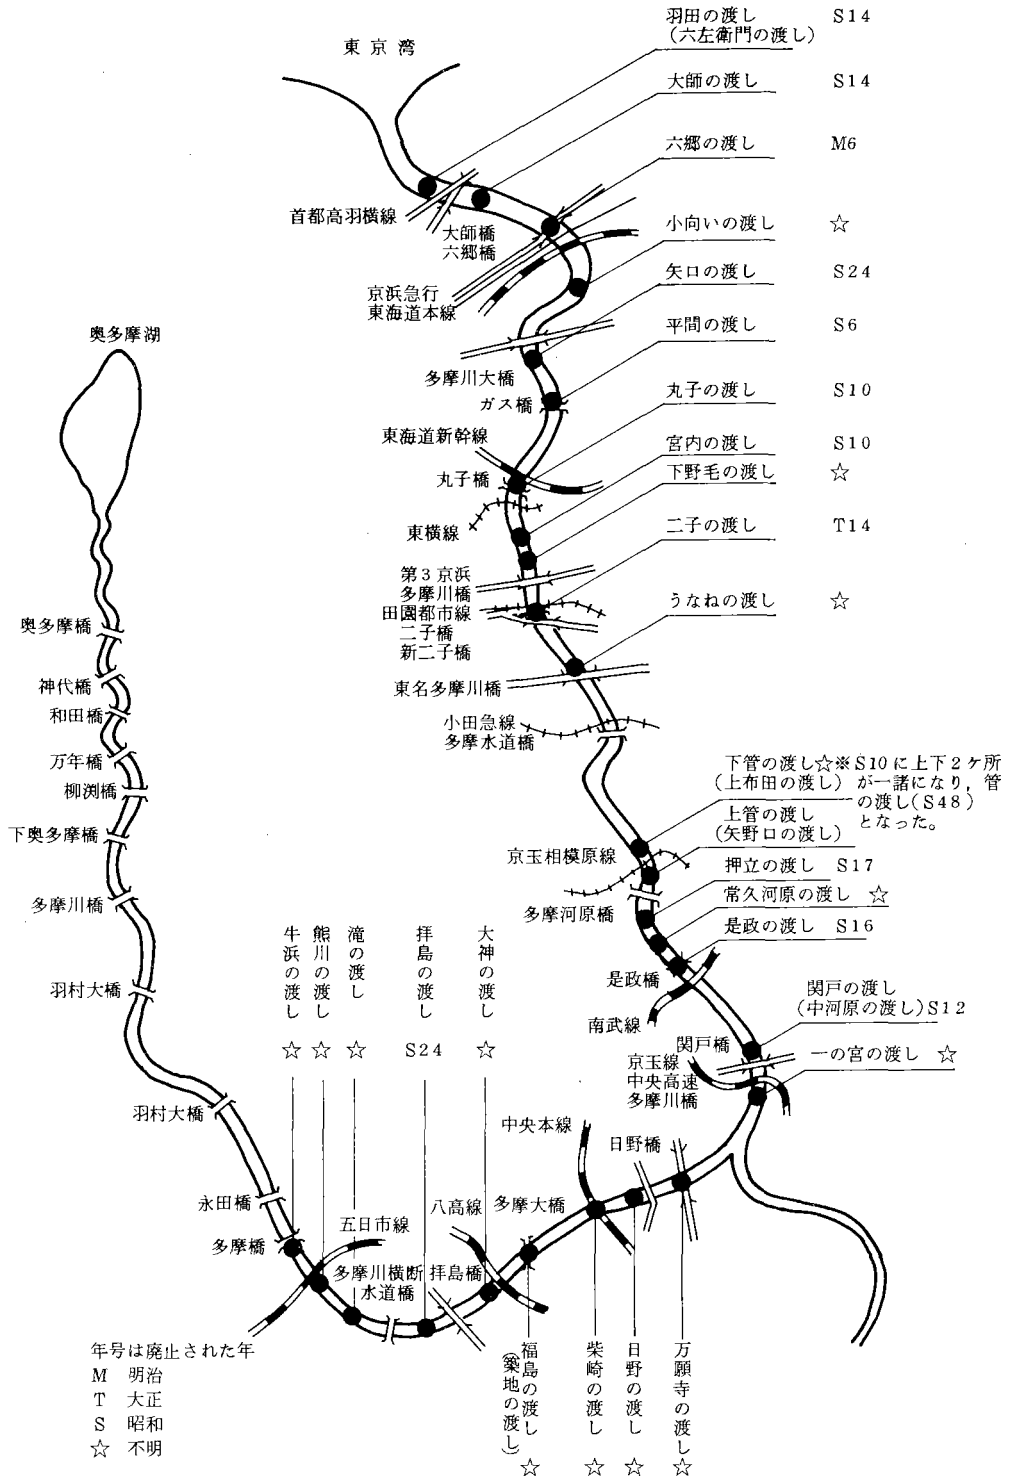 東京湾
羽田の渡し S14
(六左衛門の渡し)
大師の渡し S14
六郷の渡し M6
小向いの渡し ☆
矢口の渡し S24
平間の渡し S6
丸子の渡し S10
宮内の渡し S10
下野毛の渡し ☆
二子の渡し T14
うなねの渡し ☆
首都高羽横線
大師橋
六郷橋
京浜急行
東海道本線
多摩川大橋
ガス橋
東海道新幹線
丸子橋
東横線
第3京浜
多摩川橋
田園都市線
二子橋
新二子橋
東名多摩川橋
小田急線
多摩水道橋
下管の渡し☆※S10に上下2ケ所
(上布田の渡し) が一諸になり,管
の渡し(S48)
となった。
上管の渡し
(矢野口の渡し)
京玉相模原線
押立の渡し S17
多摩河原橋
常久河原の渡し ☆
是政の渡し S16
是政橋
南武線
関戸の渡し
(中河原の渡し)S12
関戸橋
一の宮の渡し ☆
京玉線
中央高速
多摩川橋
奥多摩湖
奥多摩橋
神代橋
和田橋
万年橋
柳渕橋
下奥多摩橋
多摩川橋
羽村大橋
羽村大橋
永田橋
多摩橋
牛浜の渡し ☆
熊川の渡し ☆
滝の渡し ☆
拝島の渡し S24
大神の渡し ☆
五日市線
多摩川横断
水道橋
拝島橋
八高線
多摩大橋
中央本線
日野橋
福島の渡し ☆
(築地の渡し)
柴崎の渡し ☆
日野の渡し ☆
万願寺の渡し ☆
年号は廃止された年
M 明治
T 大正
S 昭和
☆ 不明